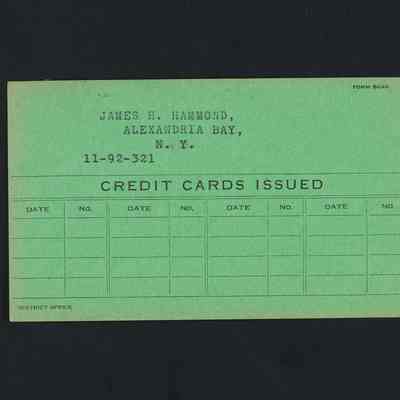 FORM
JAMES H. HAMMOND,
ALEXANDRIA BAY,
N. Y.
11-92-321
CREDIT CARDS ISSUED
DATE No. DATE No. DATE No. DATE No.
DISTRICT OFFICE